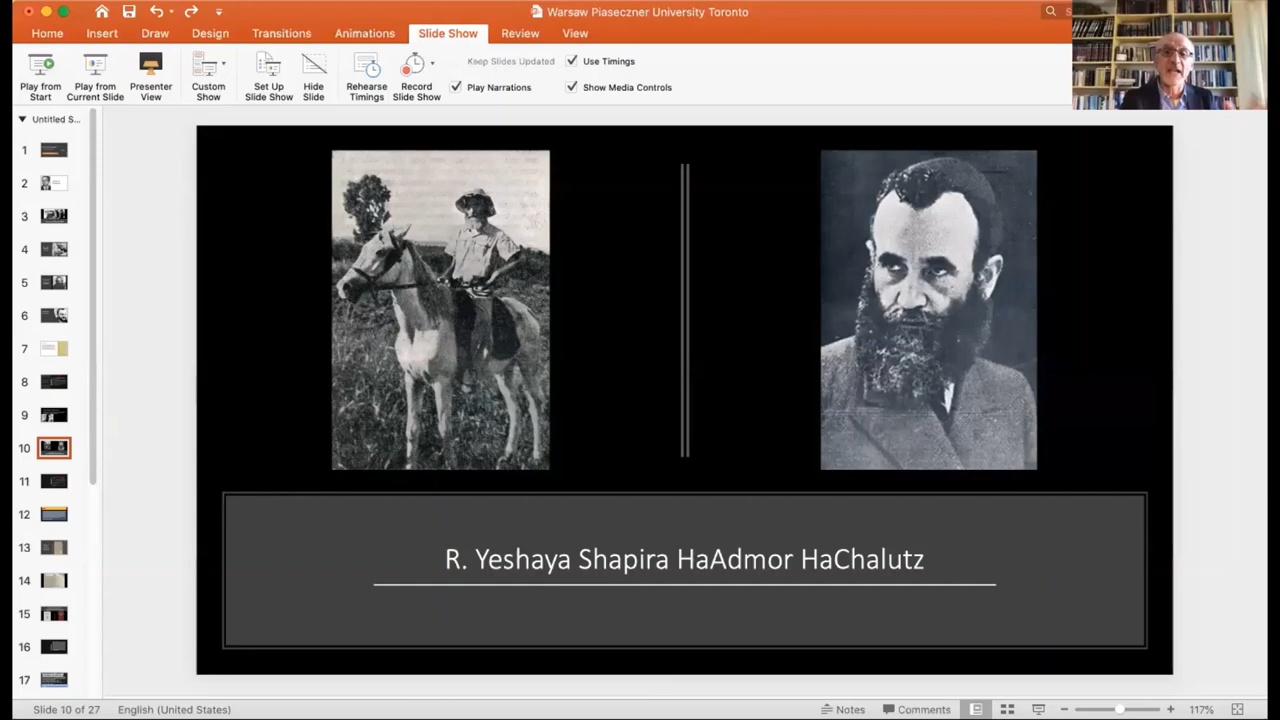 Warsaw Piaseczner University Toronto
Home Insert Draw Design Transitions Animations Slide Show Review View
Play from Start
Play from Current Slide
Presenter View
Custom Show
Set Up Slide Show
Hide Slide
Rehearse Timings
Record Slide Show
Keep Slides Updated
Play Narrations
Use Timings
Show Media Controls
Untitled S...
1
2
3
4
5
6
7
8
9
10
11
12
13
14
15
16
17
R. Yeshaya Shapira HaAdmor HaChalutz
Slide 10 of 27 English (United States) Notes Comments 117%